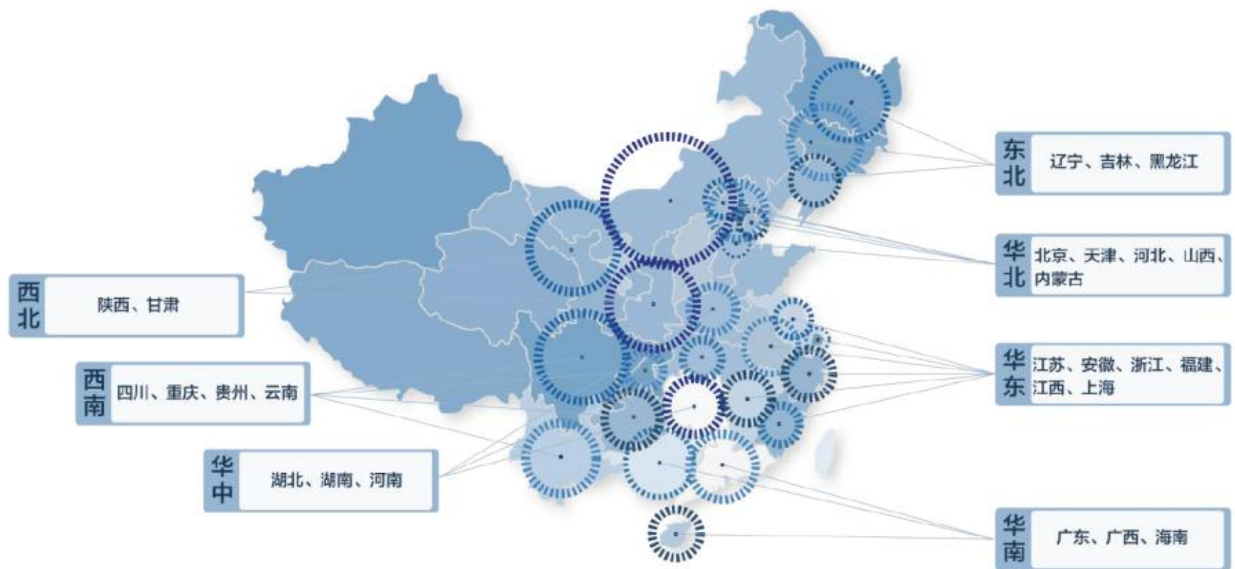 东北
辽宁、吉林、黑龙江
华北
北京、天津、河北、山西、
内蒙古
西北
陕西、甘肃
华东
江苏、安徽、浙江、福建、
江西、上海
西南
四川、重庆、贵州、云南
华中
湖北、湖南、河南
华南
广东、广西、海南